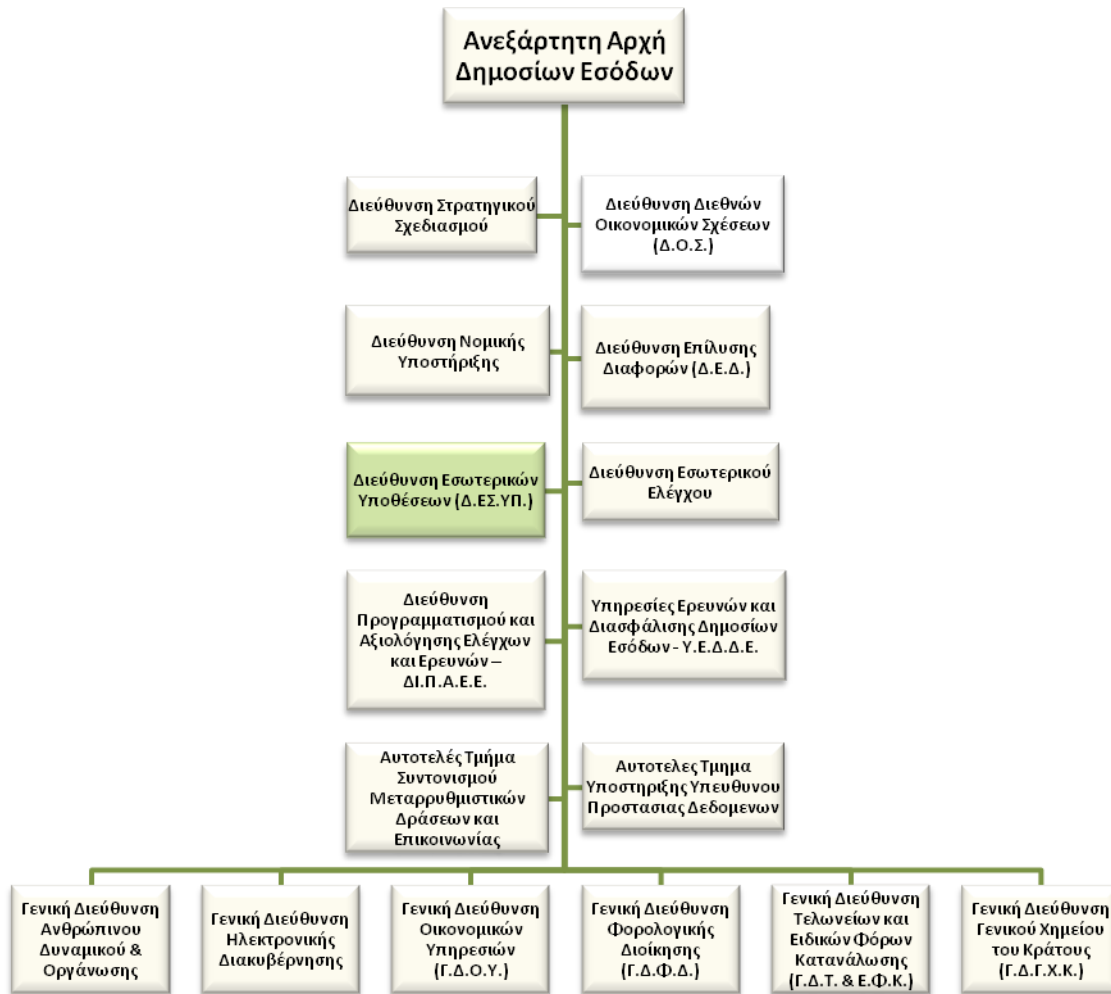 Ανεξάρτητη Αρχή
Δημοσίων Εσόδων
Διεύθυνση Στρατηγικού
Σχεδιασμού
Διεύθυνση Διεθνών
Οικονομικών Σχέσεων
(Δ.Ο.Σ.)
Διεύθυνση Νομικής
Υποστήριξης
Διεύθυνση Επίλυσης
Διαφορών (Δ.Ε.Δ.)
Διεύθυνση Εσωτερικών
Υποθέσεων (Δ.ΕΣ.ΥΠ.)
Διεύθυνση Εσωτερικού
Ελέγχου
Διεύθυνση
Προγραμματισμού και
Αξιολόγησης Ελέγχων
και Ερευνών –
ΔΙ.Π.Α.Ε.Ε.
Υπηρεσίες Ερευνών και
Διασφάλισης Δημοσίων
Εσόδων - Υ.Ε.Δ.Δ.Ε.
Αυτοτελές Τμήμα
Συντονισμού
Μεταρρυθμιστικών
Δράσεων και
Επικοινωνίας
Αυτοτελες Τμημα
Υποστηριξης Υπευθυνου
Προστασιας Δεδομενων
Γενική Διεύθυνση
Ανθρώπινου
Δυναμικού &
Οργάνωσης
Γενική Διεύθυνση
Ηλεκτρονικής
Διακυβέρνησης
Γενική Διεύθυνση
Οικονομικών
Υπηρεσιών
(Γ.Δ.Ο.Υ.)
Γενική Διεύθυνση
Φορολογικής
Διοίκησης
(Γ.Δ.Φ.Δ.)
Γενική Διεύθυνση
Τελωνείων και
Ειδικών Φόρων
Κατανάλωσης
(Γ.Δ.Τ. & Ε.Φ.Κ.)
Γενική Διεύθυνση
Γενικού Χημείου
του Κράτους
(Γ.Δ.Γ.Χ.Κ.)